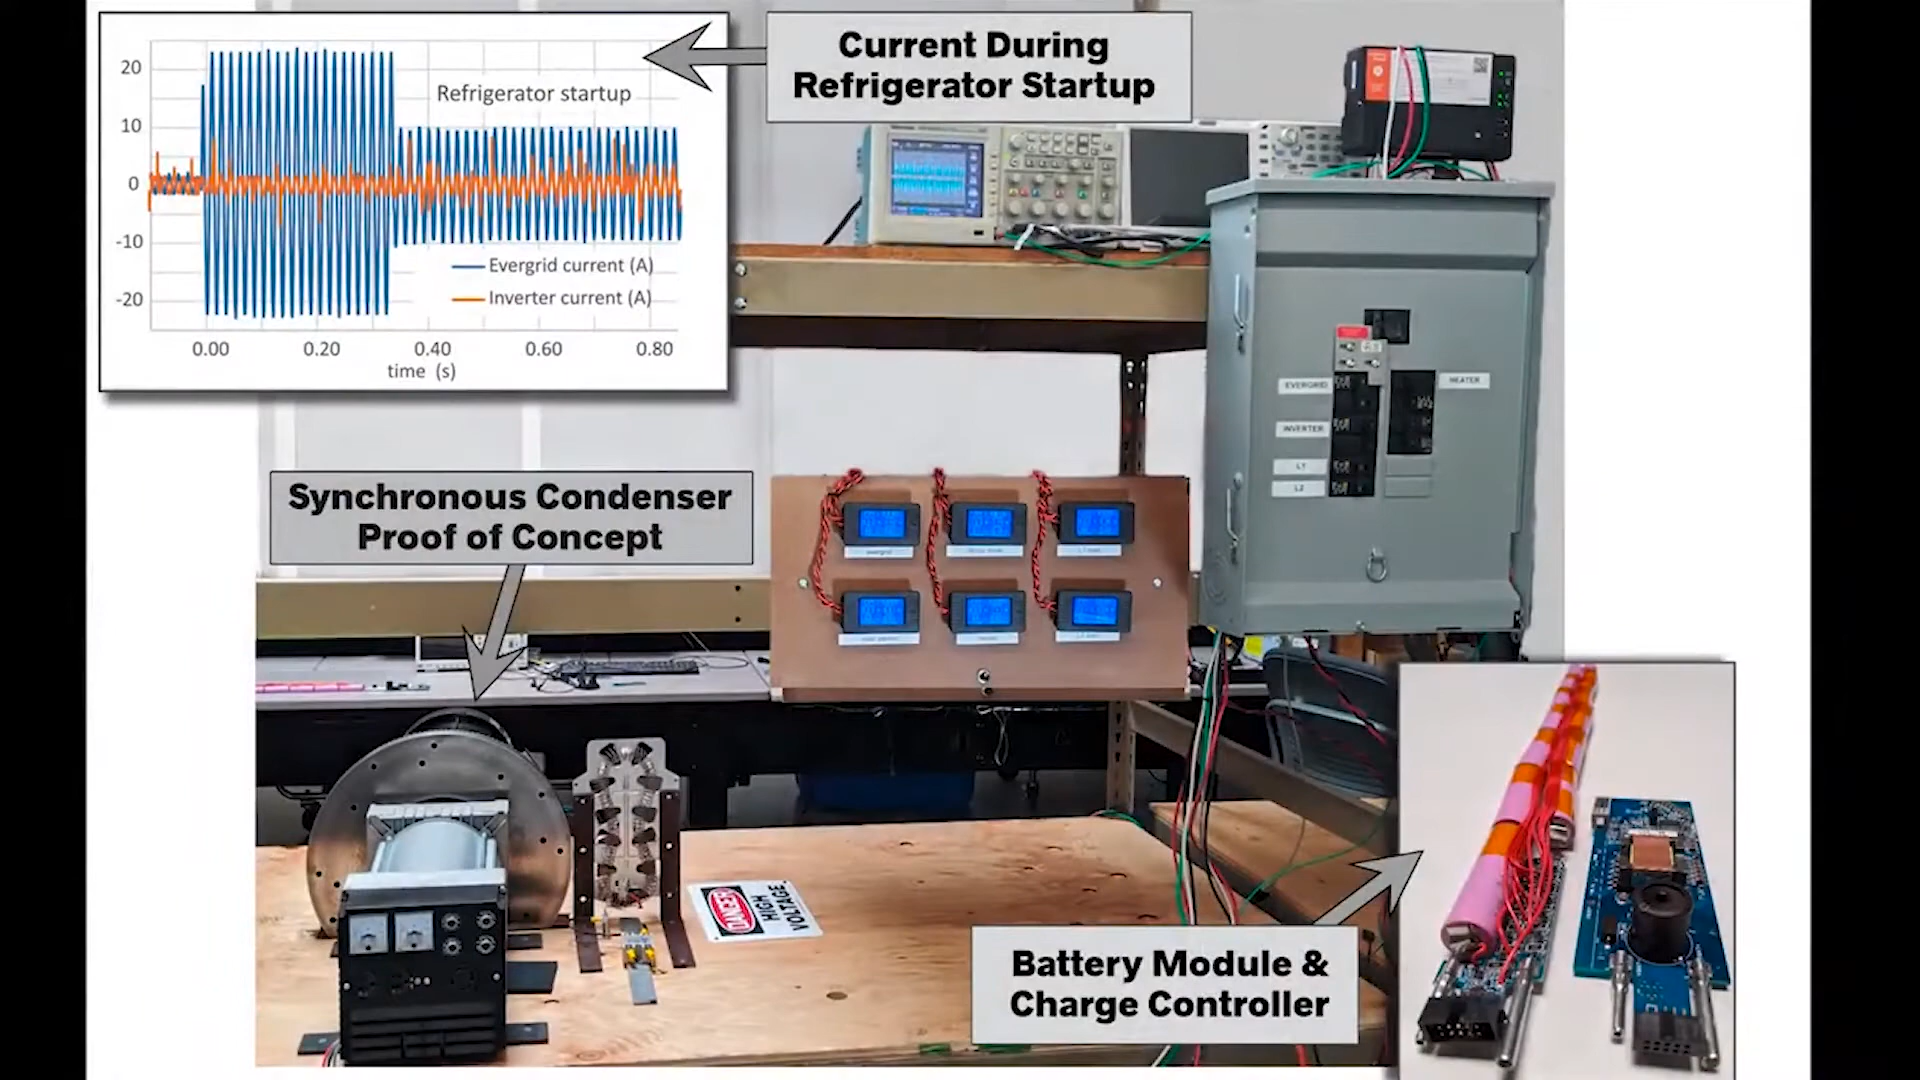 Current During
Refrigerator Startup
Refrigerator startup
20
10
0
-10
-20
Evergrid current (A)
Inverter current (A)
0.00 0.20 0.40 0.60 0.80
time (s)
EVERGRID
HEATER
INVERTER
L1
L2
Synchronous Condenser
Proof of Concept
DANGER
HIGH
VOLTAGE
Battery Module &
Charge Controller